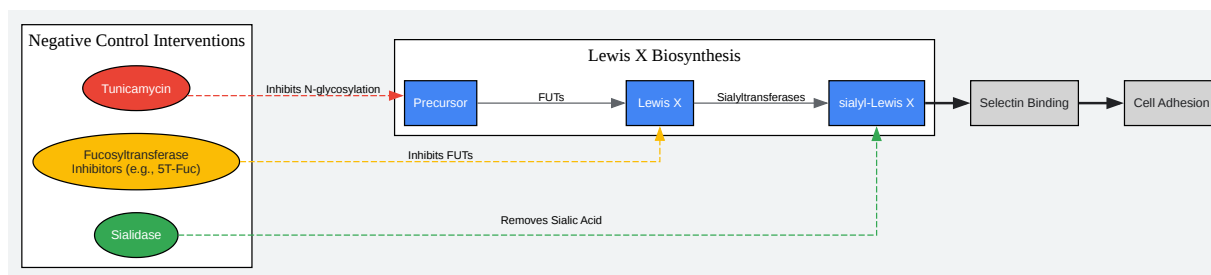 Negative Control Interventions
Tunicamycin
Fucosyltransferase
Inhibitors (e.g., 5T-Fuc)
Sialidase
Inhibits N-glycosylation
Inhibits FUTs
Removes Sialic Acid
Lewis X Biosynthesis
Precursor
FUTs
Lewis X
Sialyltransferases
sialyl-Lewis X
Selectin Binding
Cell Adhesion